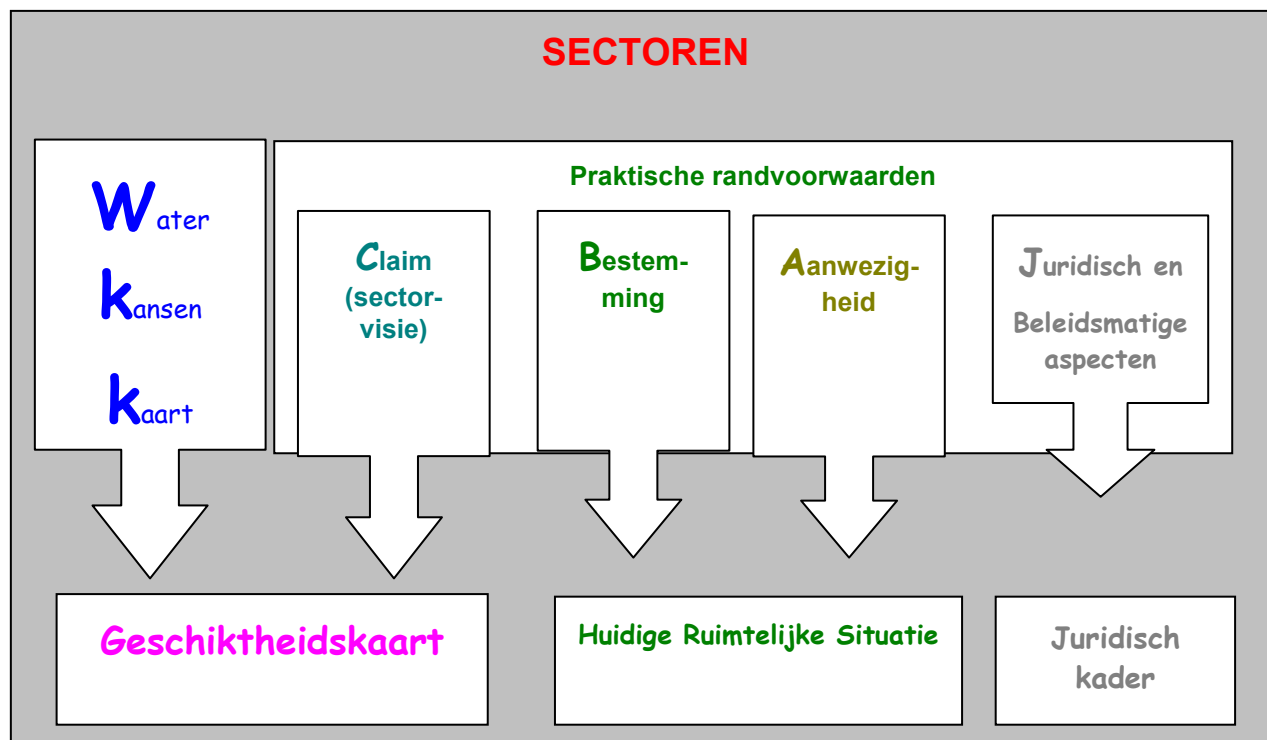 SECTOREN
Water
kansen
kaart
Praktische randvoorwaarden
Claim
(sector-
visie)
Bestem-
ming
Aanwezig-
heid
Juridisch en
Beleidsmatige
aspecten
Geschiktheidskaart
Huidige Ruimtelijke Situatie
Juridisch
kader